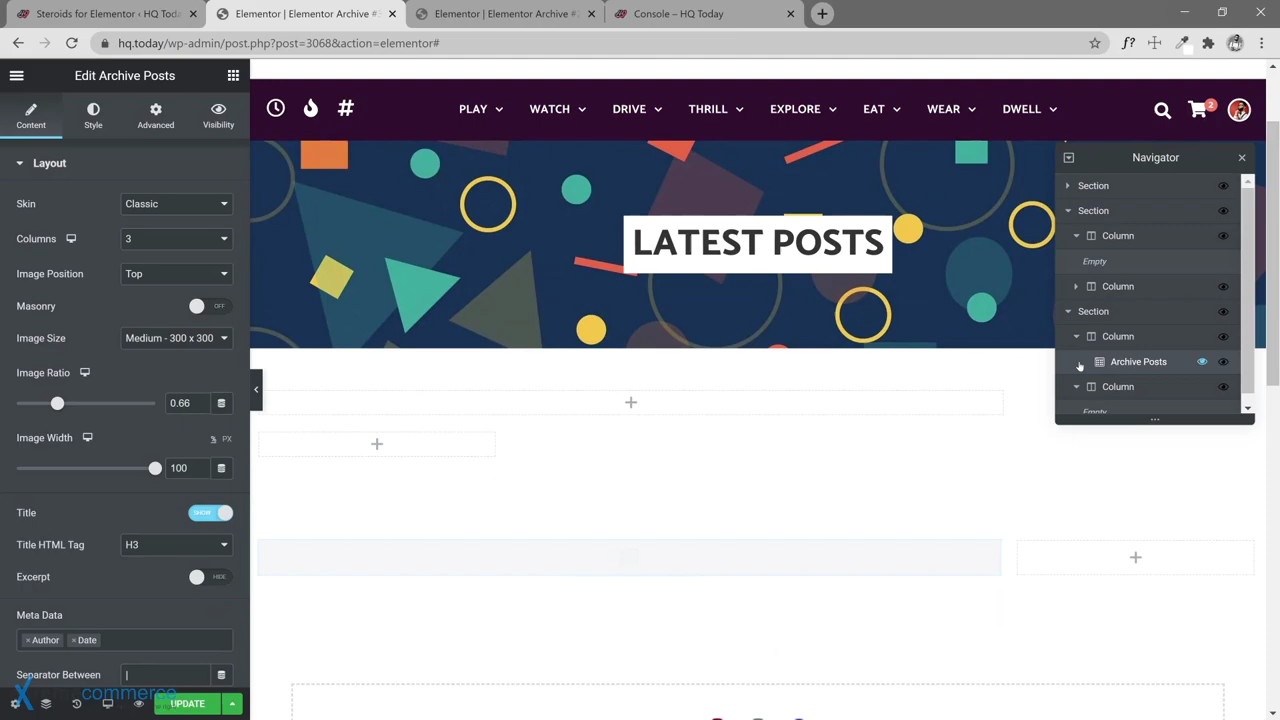 Steroids for Elementor ‹ HQ Toda
Elementor | Elementor Archive #
Elementor | Elementor Archive #
Console – HQ Today
hq.today/wp-admin/post.php?post=3068&action=elementor#
Edit Archive Posts
Content Style Advanced Visibility
Layout
Skin Classic
Columns 3
Image Position Top
Masonry OFF
Image Size Medium - 300 x 300
Image Ratio
0.66
Image Width % PX
100
Title SHOW
Title HTML Tag H3
Excerpt HIDE
Meta Data
× Author × Date
Separator Between |
commerce
UPDATE
# PLAY WATCH DRIVE THRILL EXPLORE EAT WEAR DWELL 2
LATEST POSTS
Navigator
Section
Section
Column
Empty
Column
Section
Column
Archive Posts
Column
Empty